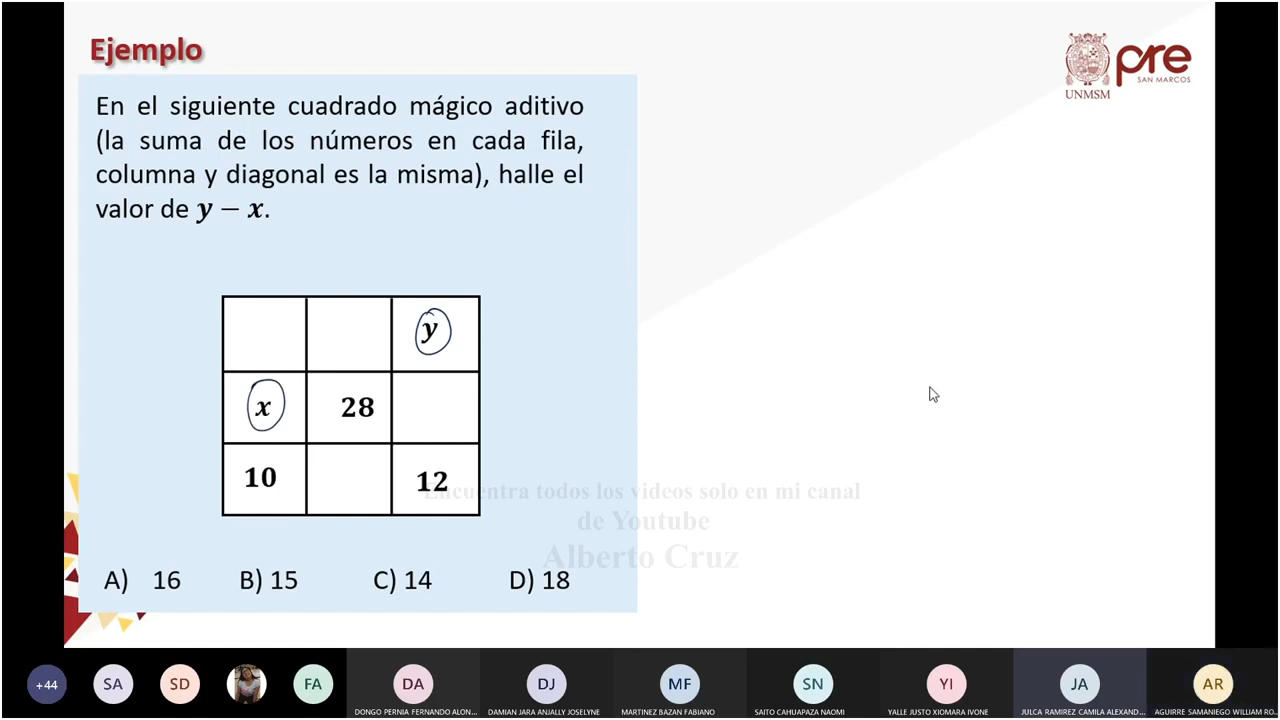 Ejemplo
pre
SAN MARCOS
UNMSM
En el siguiente cuadrado mágico aditivo
(la suma de los números en cada fila,
columna y diagonal es la misma), halle el
valor de y − x.
y
x 28
10 12
Encuentra todos los videos solo en mi canal
de Youtube
Alberto Cruz
A) 16 B) 15 C) 14 D) 18
+44 SA SD FA DA DJ MF SN YI JA AR
DONGO PERNIA FERNANDO ALON... DAMIAN JARA ANJALLY JOSELYNE MARTINEZ BAZAN FABIANO SAITO CAHUAPAZA NAOMI YALLE JUSTO XIOMARA IVONE JULCA RAMIREZ CAMILA ALEXAND... AGUIRRE SAMANIEGO WILLIAM RO...